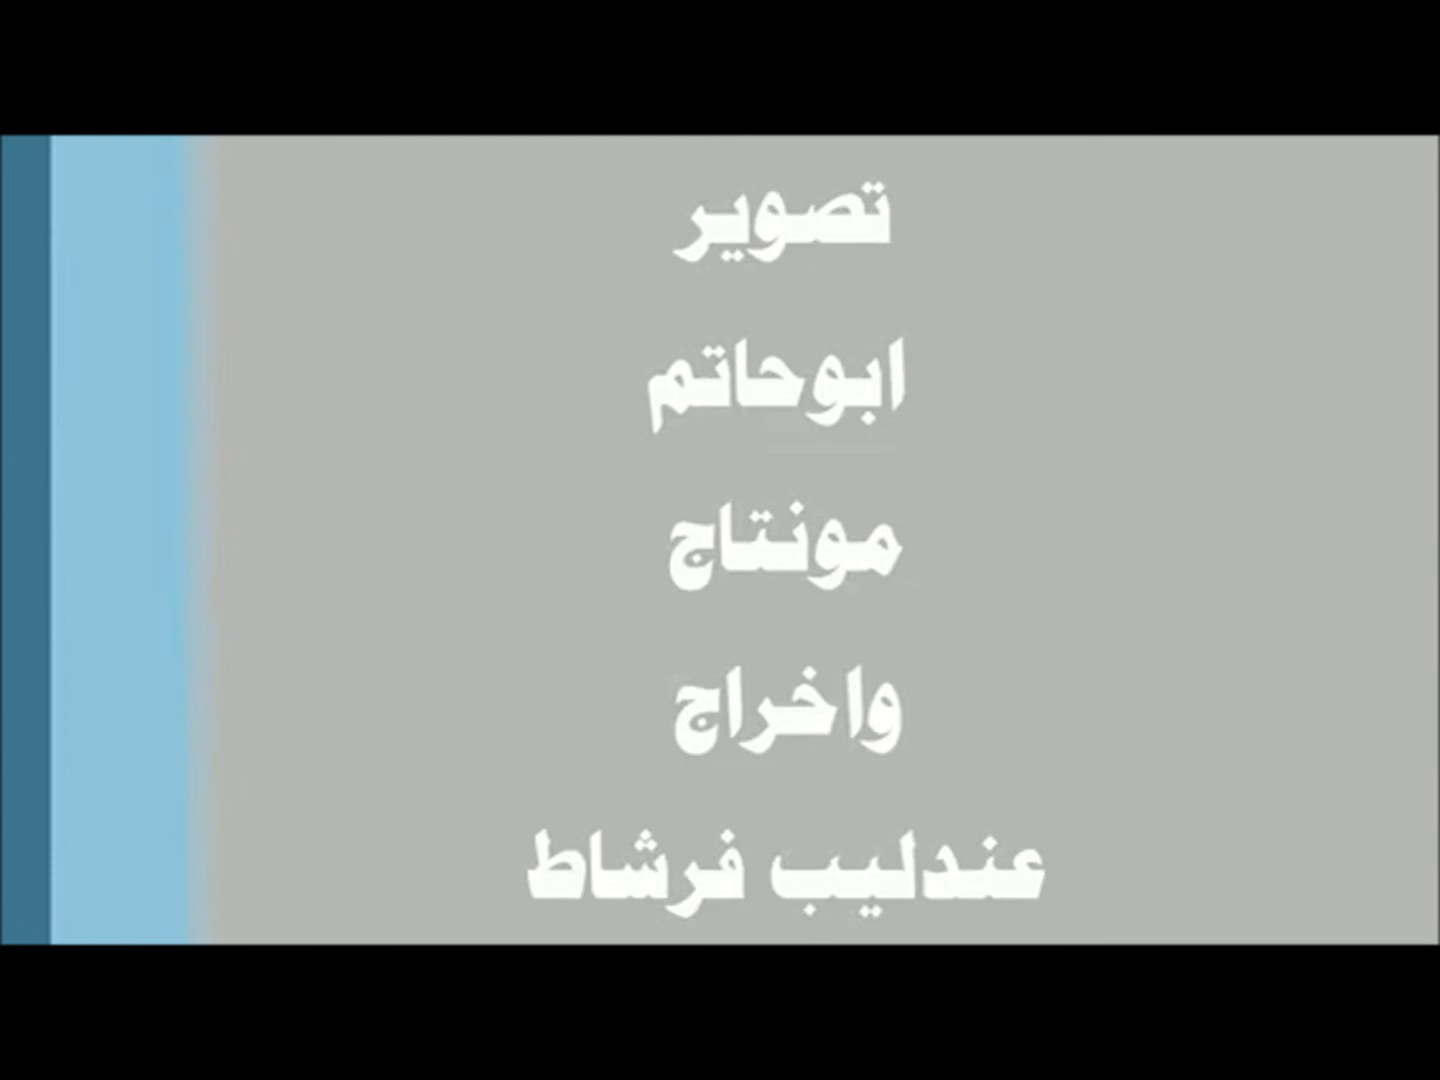 تصوير
ابوحاتم
مونتاج
واخراج
عندليب فرشاط